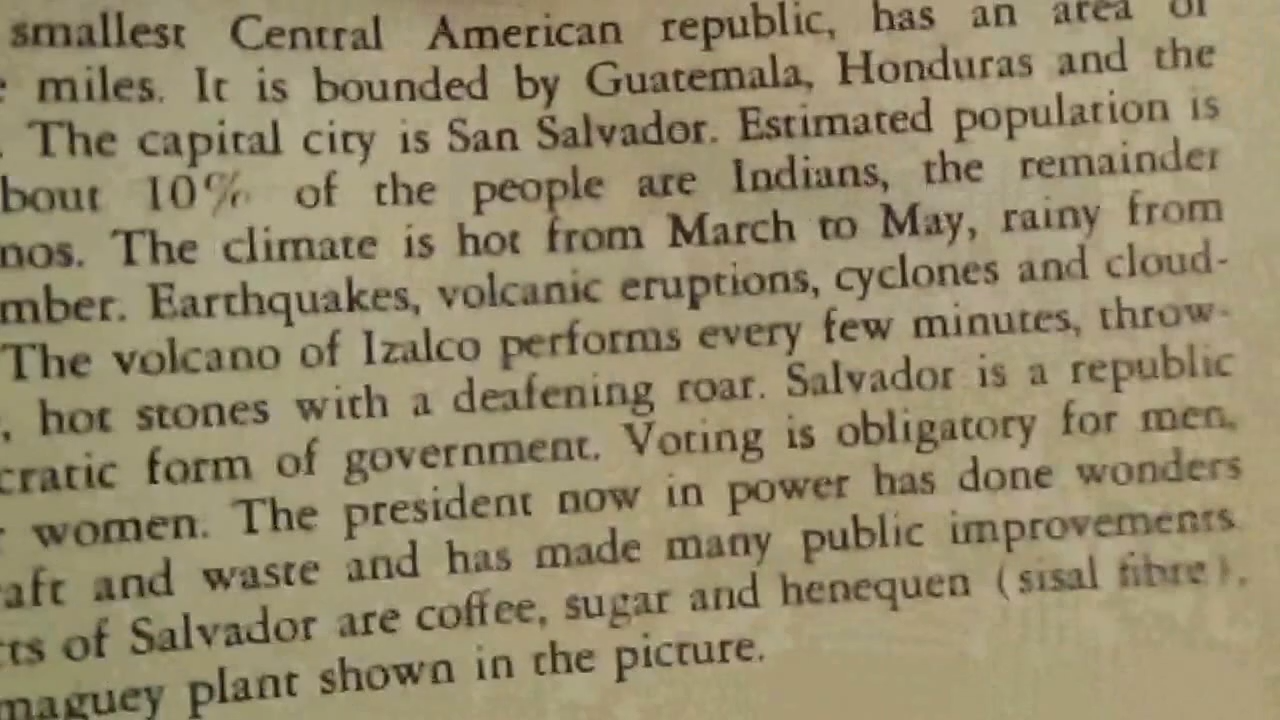 smallest Central American republic, has an area of
miles. It is bounded by Guatemala, Honduras and the
. The capital city is San Salvador. Estimated population is
bout 10% of the people are Indians, the remainder
nos. The climate is hot from March to May, rainy from
mber. Earthquakes, volcanic eruptions, cyclones and cloud-
The volcano of Izalco performs every few minutes, throw-
, hot stones with a deafening roar. Salvador is a republic
cratic form of government. Voting is obligatory for men,
r women. The president now in power has done wonders
aft and waste and has made many public improvements
ts of Salvador are coffee, sugar and henequen (sisal fibre),
maguey plant shown in the picture.